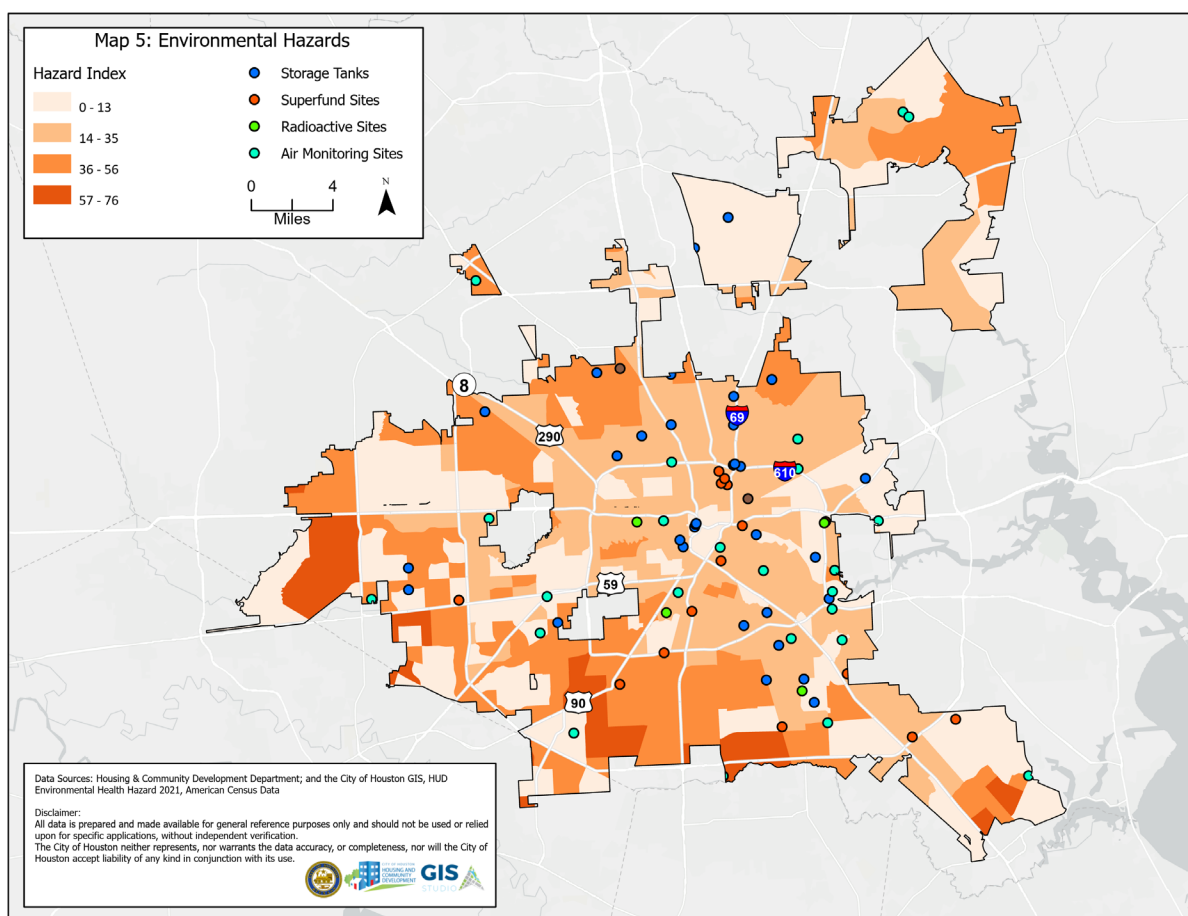 Map 5: Environmental Hazards
Hazard Index
0 - 13
14 - 35
36 - 56
57 - 76
Storage Tanks
Superfund Sites
Radioactive Sites
Air Monitoring Sites
0 4
Miles
N
8
290
69
610
59
90
Data Sources: Housing & Community Development Department; and the City of Houston GIS, HUD
Environmental Health Hazard 2021, American Census Data
Disclaimer:
All data is prepared and made available for general reference purposes only and should not be used or relied
upon for specific applications, without independent verification.
The City of Houston neither represents, nor warrants the data accuracy, or completeness, nor will the City of
Houston accept liability of any kind in conjunction with its use.
CITY OF HOUSTON
HOUSING AND
COMMUNITY
DEVELOPMENT
GIS
STUDIO